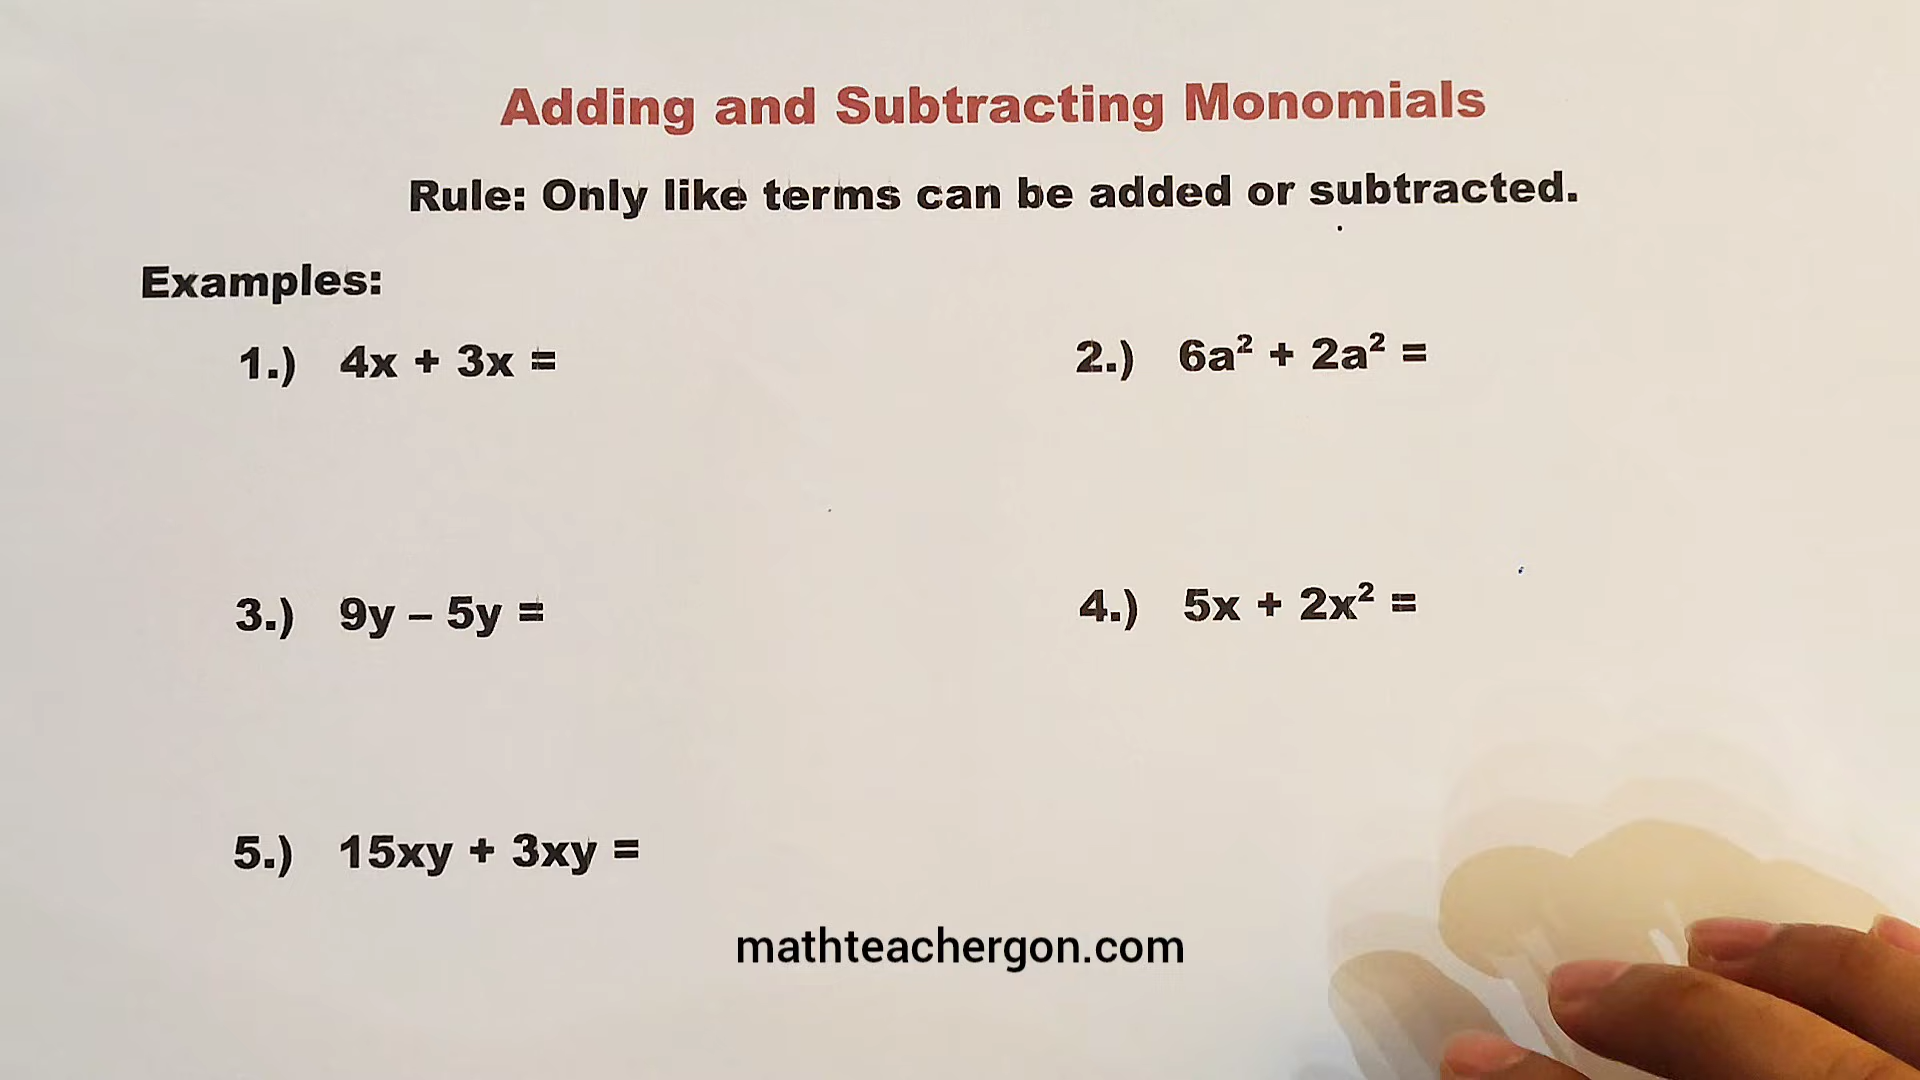 Adding and Subtracting Monomials
Rule: Only like terms can be added or subtracted.
Examples:
1.) 4x + 3x =
2.) 6a² + 2a² =
3.) 9y – 5y =
4.) 5x + 2x² =
5.) 15xy + 3xy =
mathteachergon.com